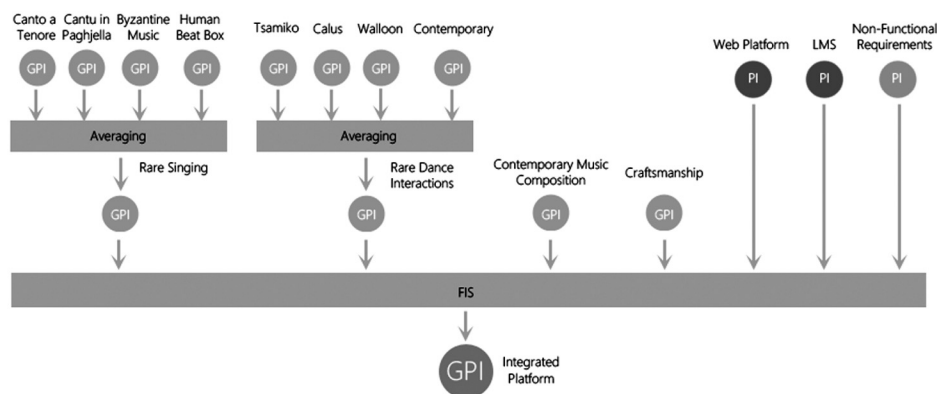 Canto a
Tenore
Cantu in
Paghjella
Byzantine
Music
Human
Beat Box
Tsamiko
Calus
Walloon
Contemporary
Web Platform
LMS
Non-Functional
Requirements
GPI
GPI
GPI
GPI
GPI
GPI
GPI
GPI
PI
PI
PI
Averaging
Averaging
Rare Singing
Rare Dance
Interactions
Contemporary Music
Composition
Craftsmanship
GPI
GPI
GPI
GPI
FIS
GPI
Integrated
Platform